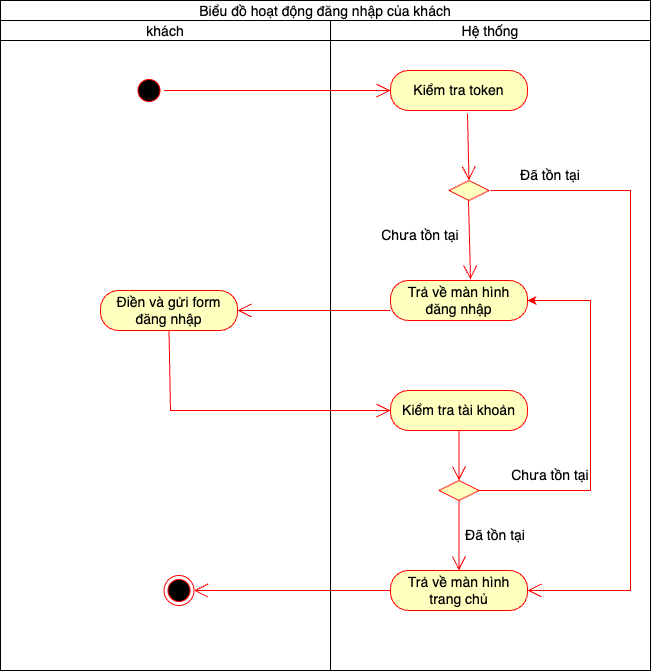 Biểu đồ hoạt động đăng nhập của khách
khách
Hệ thống
Kiểm tra token
Đã tồn tại
Chưa tồn tại
Trả về màn hình
đăng nhập
Điền và gửi form
đăng nhập
Kiểm tra tài khoản
Chưa tồn tại
Đã tồn tại
Trả về màn hình
trang chủ